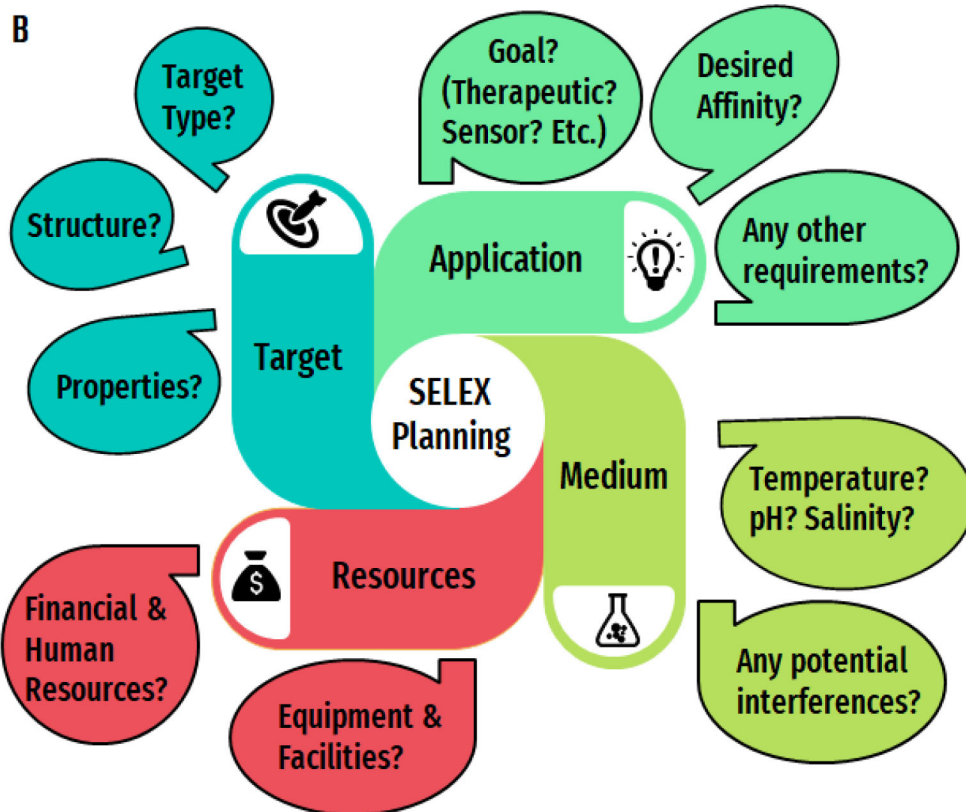 B
Target
Type?
Structure?
Properties?
Target
Goal?
(Therapeutic?
Sensor? Etc.)
Desired
Affinity?
Any other
requirements?
Application
SELEX
Planning
Medium
Temperature?
pH? Salinity?
Any potential
interferences?
Resources
$
Financial &
Human
Resources?
Equipment &
Facilities?